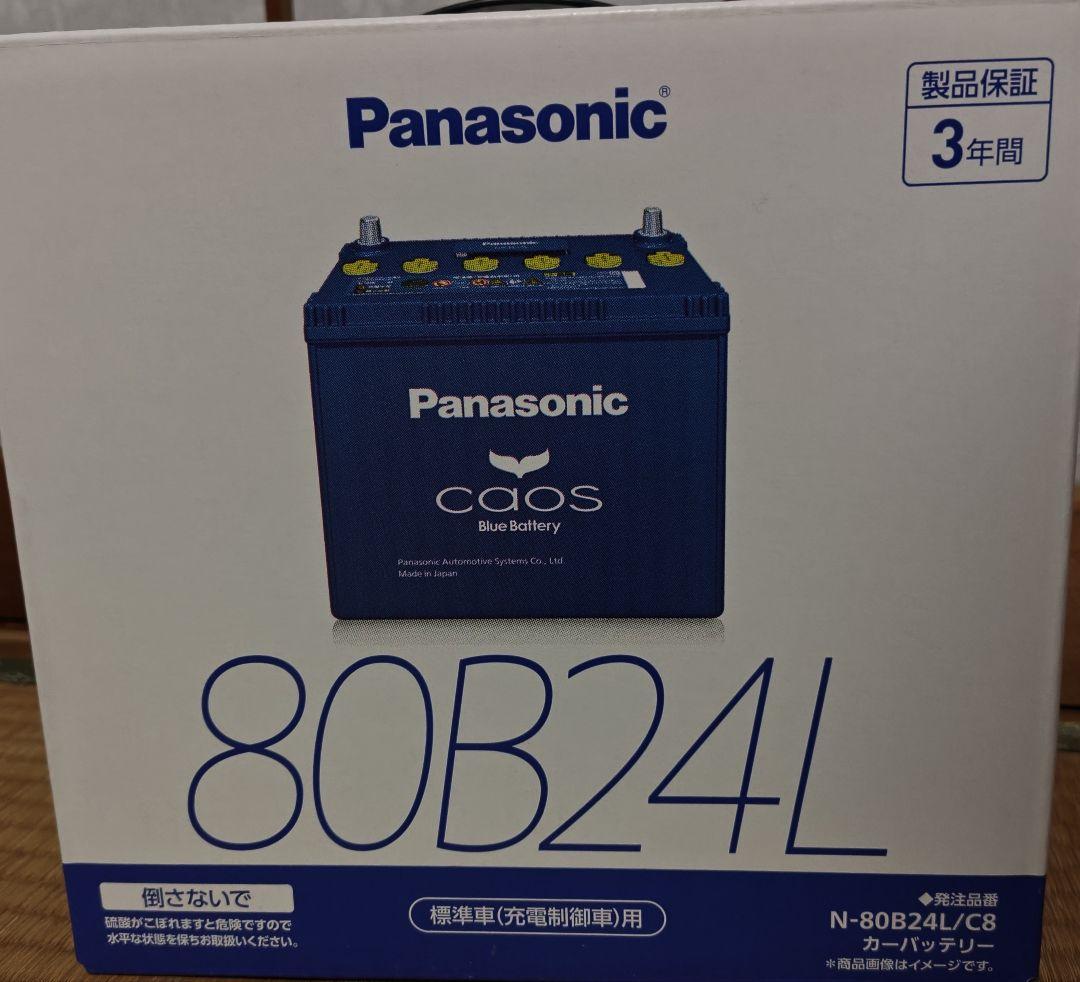 Panasonic®
製品保証
3年間
Panasonic
Panasonic
caos
Blue Battery
Panasonic Automotive Systems Co., Ltd.
Made in Japan
80B24L
倒さないで
硫酸がこぼれますと危険ですので
水平な状態を保ちお取扱いください。
標準車(充電制御車)用
◆発注品番
N-80B24L/C8
カーバッテリー
*商品画像はイメージです。